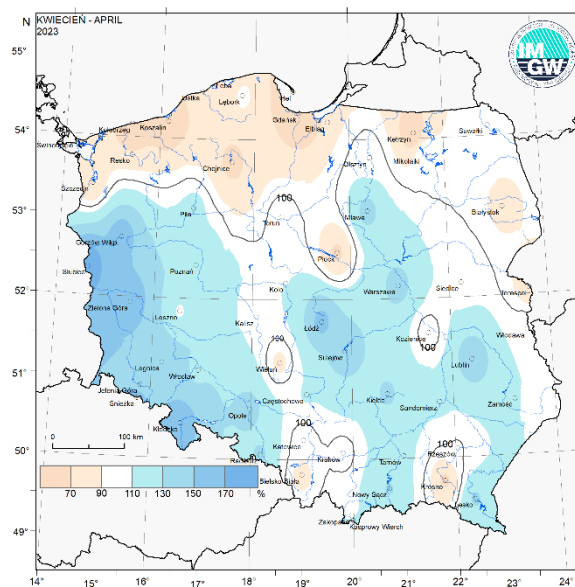 KWIECIEŃ - APRIL
2023
N
IM
GW
55°
54°
53°
52°
51°
50°
49°
14° 15° 16° 17° 18° 19° 20° 21° 22° 23° 24°
Łeba
Lębork
Hel
Gdańsk
Elbląg
Koszalin
Kołobrzeg
Resko
Chojnice
Szczecin
Kętrzyn
Suwałki
Olsztyn
Mikołajki
Białystok
100
Piła
Toruń
100
Mława
Gorzów Wlkp.
Płock
Słubice
Poznań
Koło
Warszawa
Siedlce
Terespol
Zielona Góra
Leszno
Kalisz
Łódź
Kozienice
100
Włodawa
100
Wieluń
Sulejów
Lublin
Legnica
Wrocław
Jelenia Góra
Śnieżka
Częstochowa
Kielce
Sandomierz
Zamość
Opole
Kłodzko
100
Katowice
Kraków
100
Rzeszów
Racibórz
Tarnów
Bielsko-Biała
Nowy Sącz
Krosno
Lesko
Zakopane
Kasprowy Wierch
0 100 km
70 90 110 130 150 170 %